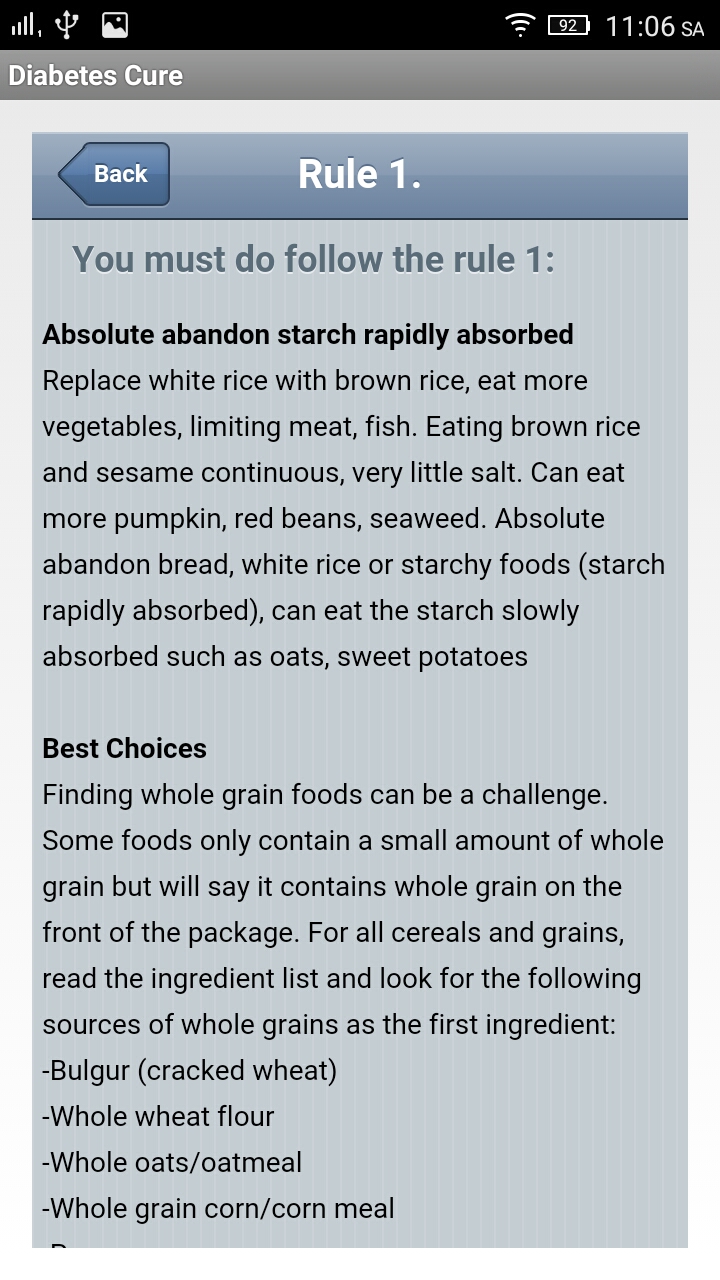 92 11:06 SA
Diabetes Cure
Back
Rule 1.
You must do follow the rule 1:
Absolute abandon starch rapidly absorbed
Replace white rice with brown rice, eat more
vegetables, limiting meat, fish. Eating brown rice
and sesame continuous, very little salt. Can eat
more pumpkin, red beans, seaweed. Absolute
abandon bread, white rice or starchy foods (starch
rapidly absorbed), can eat the starch slowly
absorbed such as oats, sweet potatoes
Best Choices
Finding whole grain foods can be a challenge.
Some foods only contain a small amount of whole
grain but will say it contains whole grain on the
front of the package. For all cereals and grains,
read the ingredient list and look for the following
sources of whole grains as the first ingredient:
-Bulgur (cracked wheat)
-Whole wheat flour
-Whole oats/oatmeal
-Whole grain corn/corn meal